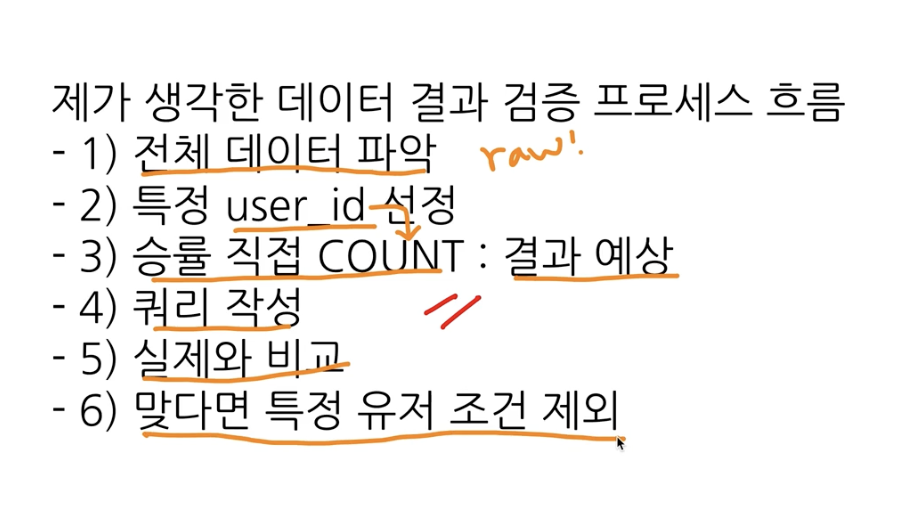 제가 생각한 데이터 결과 검증 프로세스 흐름
- 1) 전체 데이터 파악 raw!
- 2) 특정 user_id 선정
- 3) 승률 직접 COUNT : 결과 예상
- 4) 쿼리 작성
- 5) 실제와 비교
- 6) 맞다면 특정 유저 조건 제외